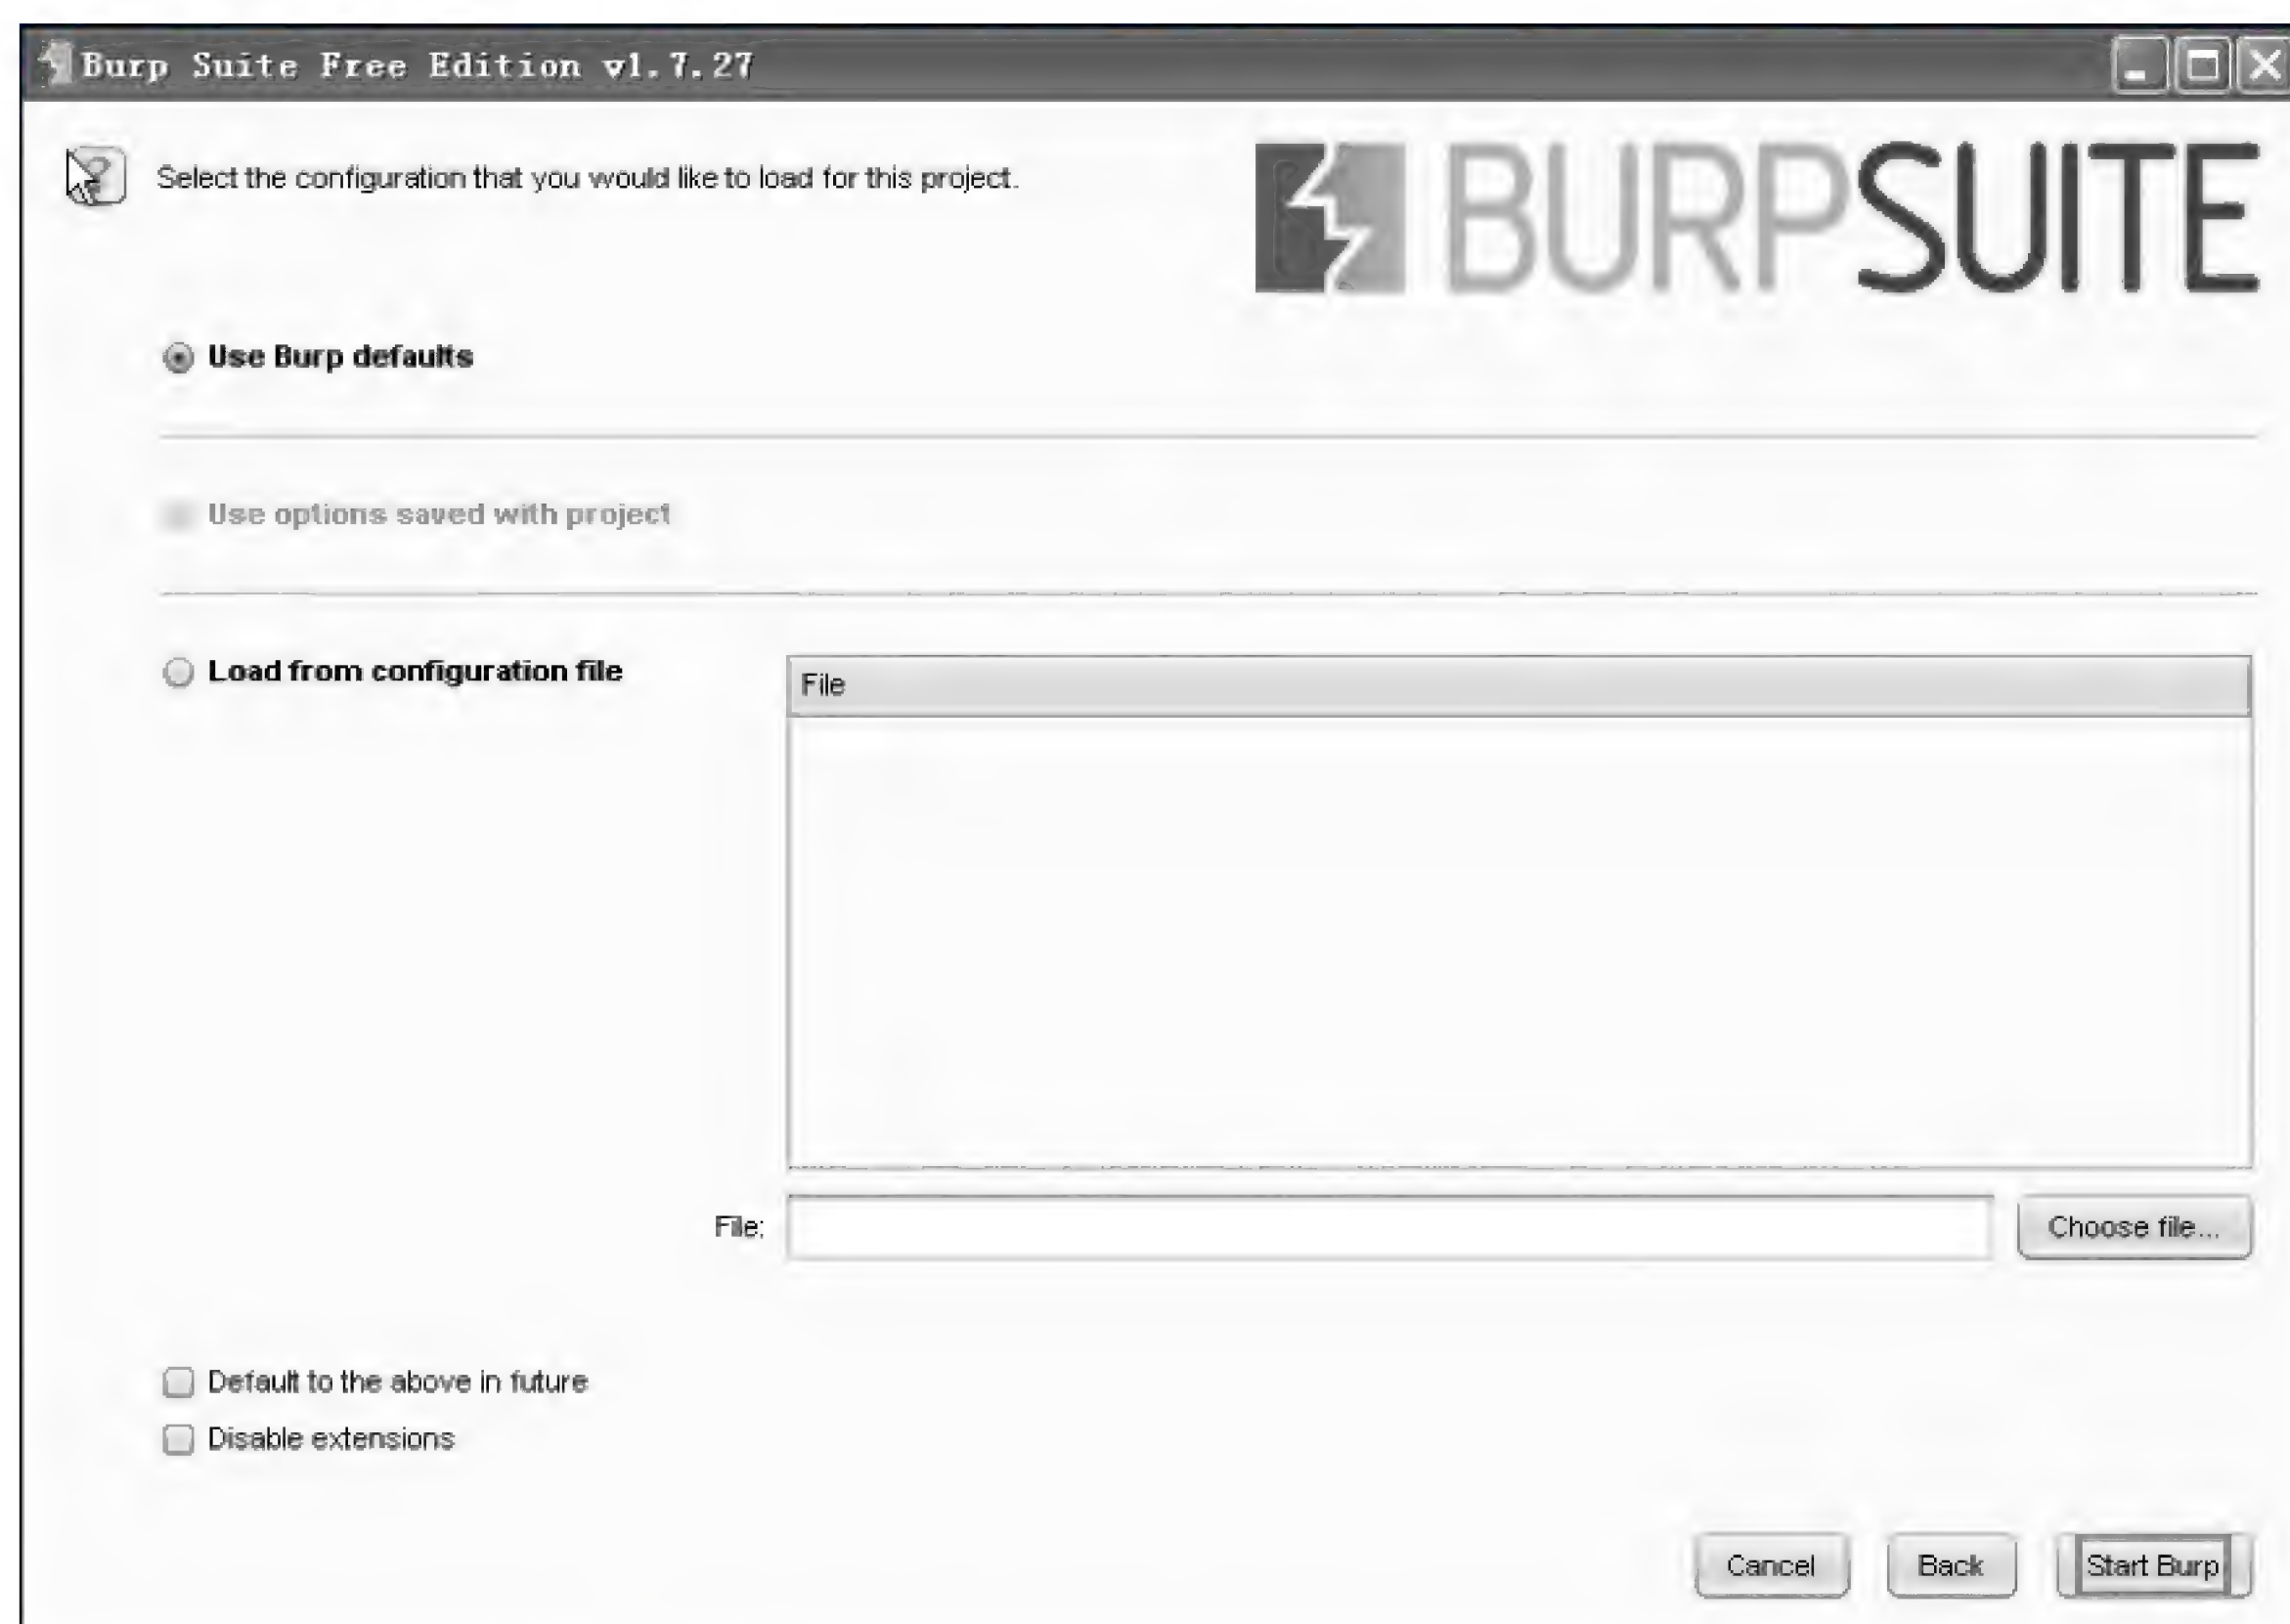 Burp Suite Free Edition v1.7.27
Select the configuration that you would like to load for this project.
BURPSUITE
Use Burp defaults
Use options saved with project
Load from configuration file
File
File:
Choose file...
Default to the above in future
Disable extensions
Cancel
Back
Start Burp